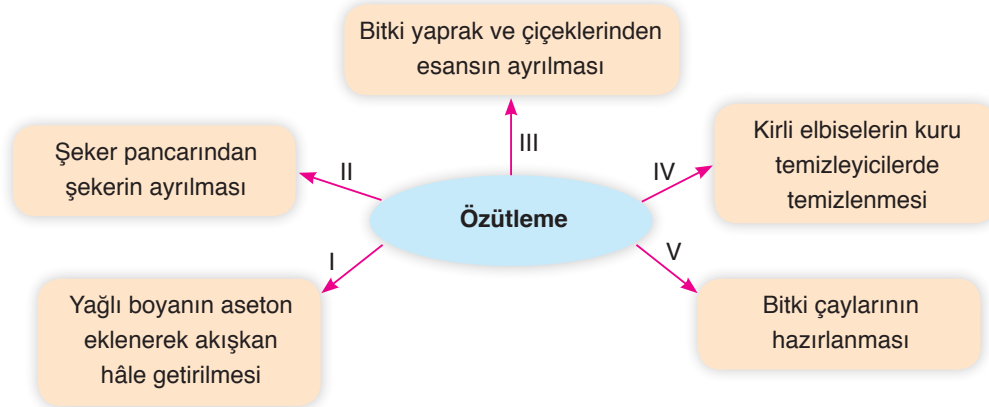 Bitki yaprak ve çiçeklerinden
esansın ayrılması
III
Şeker pancarından
şekerin ayrılması
II
Kirli elbiselerin kuru
temizleyicilerde
temizlenmesi
IV
Özütleme
I
Yağlı boyanın aseton
eklenerek akışkan
hâle getirilmesi
V
Bitki çaylarının
hazırlanması